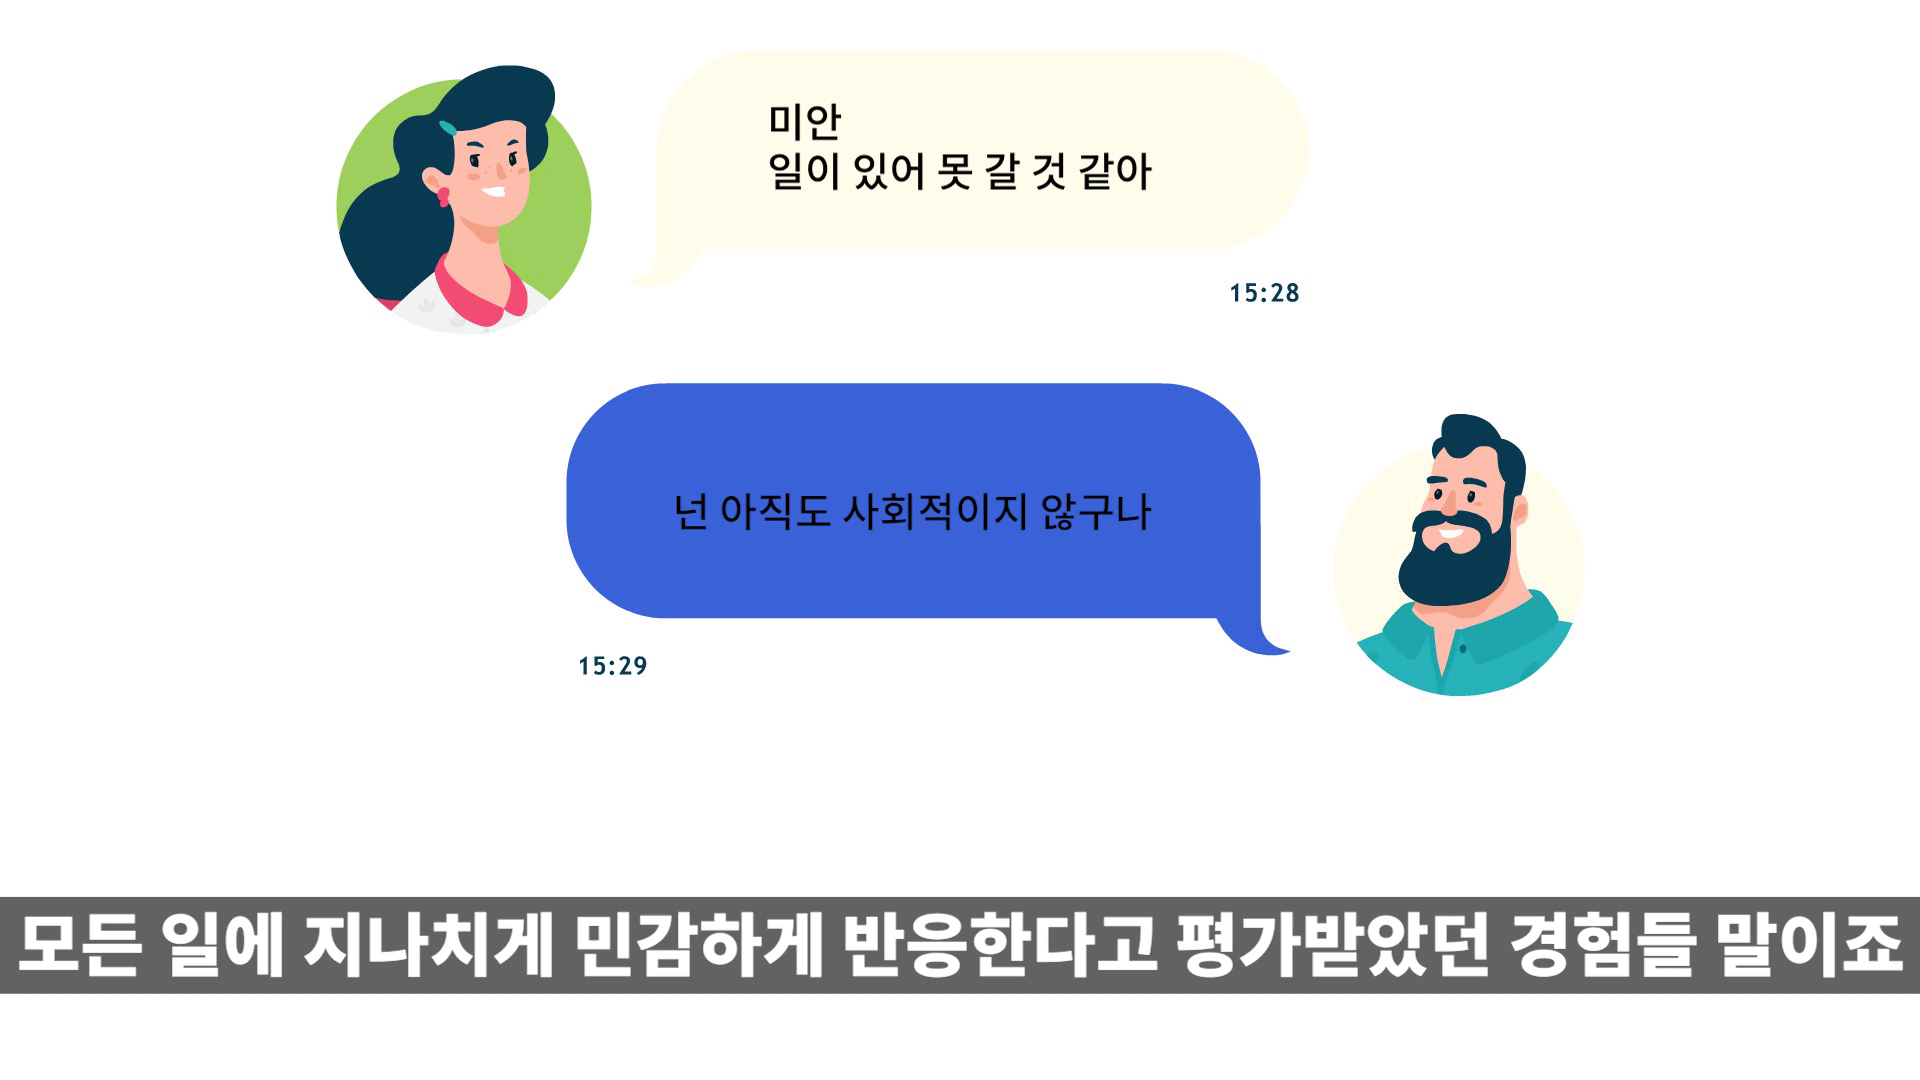 미안
일이 있어 못 갈 것 같아
15:28
넌 아직도 사회적이지 않구나
15:29
모든 일에 지나치게 민감하게 반응한다고 평가받았던 경험들 말이죠